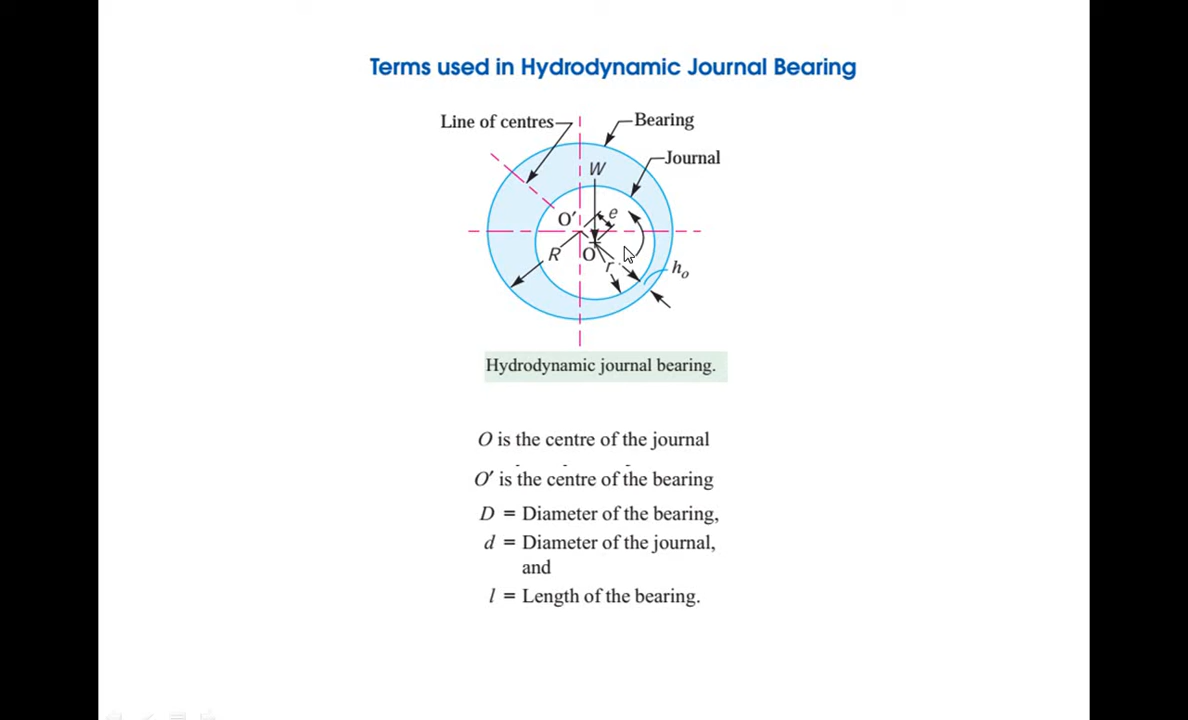 Terms used in Hydrodynamic Journal Bearing
Line of centres
Bearing
Journal
W
O′
e
R
O
r
hₒ
Hydrodynamic journal bearing.
O is the centre of the journal
O′ is the centre of the bearing
D = Diameter of the bearing,
d = Diameter of the journal,
and
l = Length of the bearing.